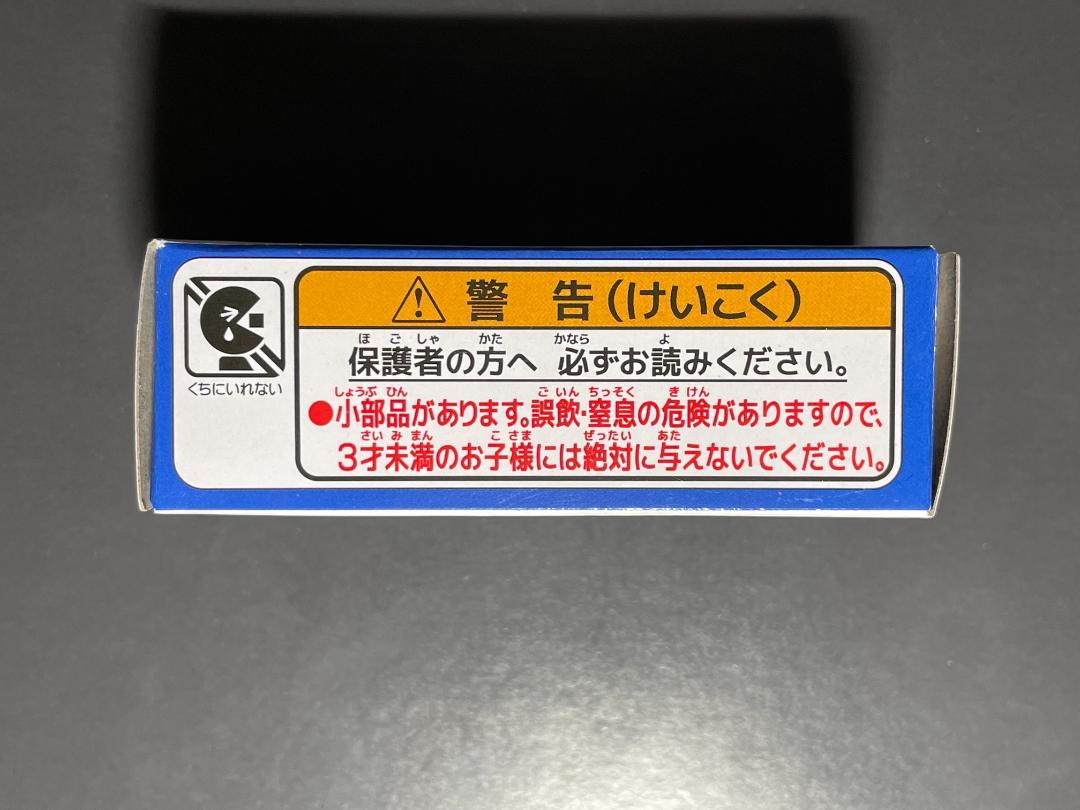 警 告(けいこく)
ほ ご しゃ かた かなら よ
保護者の方へ 必ずお読みください。
しょうぶ ひん ご いん ちっそく き けん
●小部品があります。誤飲・窒息の危険がありますので、
さい み まん こ さま ぜったい あた
3才未満のお子様には絶対に与えないでください。
くちにいれない